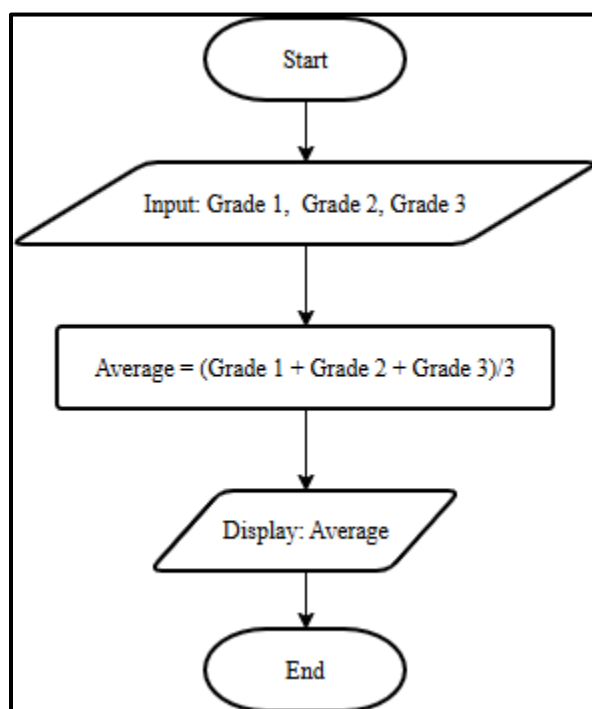 Start
Input: Grade 1,  Grade 2, Grade 3
Average = (Grade 1 + Grade 2 + Grade 3)/3
Display: Average
End